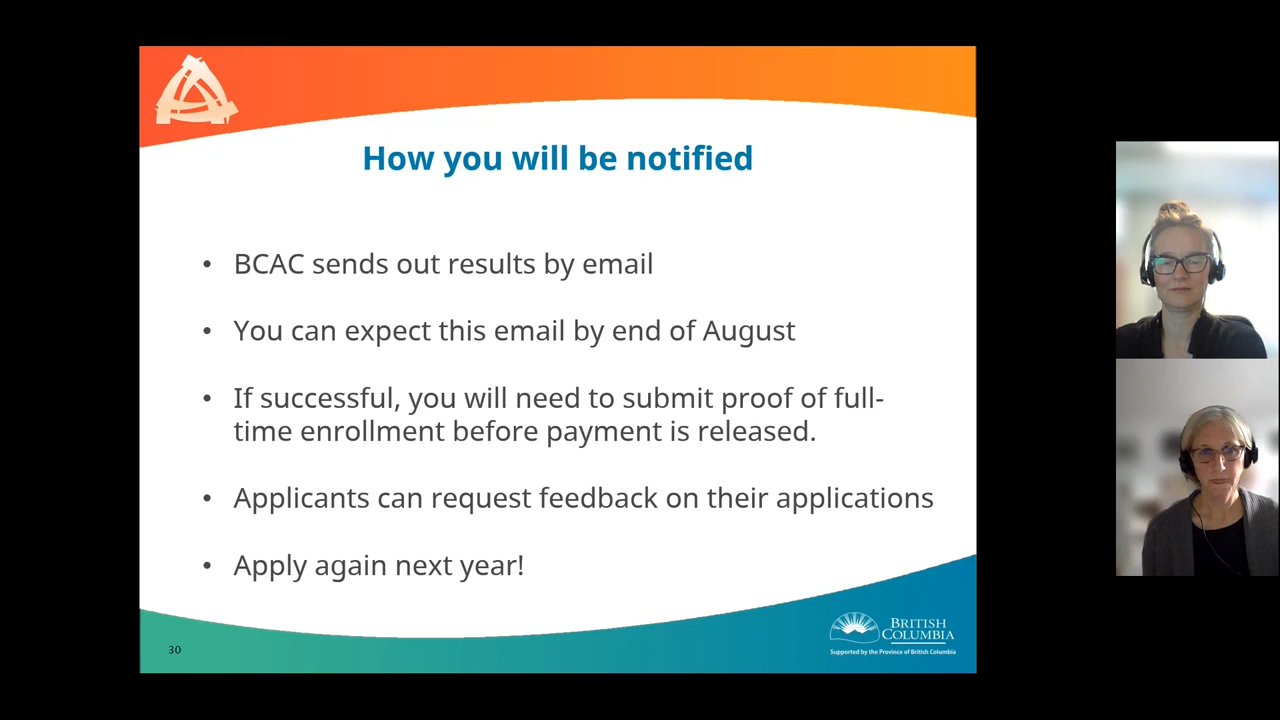 How you will be notified
• BCAC sends out results by email
• You can expect this email by end of August
• If successful, you will need to submit proof of full-
time enrollment before payment is released.
• Applicants can request feedback on their applications
• Apply again next year!
30
BRITISH
COLUMBIA
Supported by the Province of British Columbia